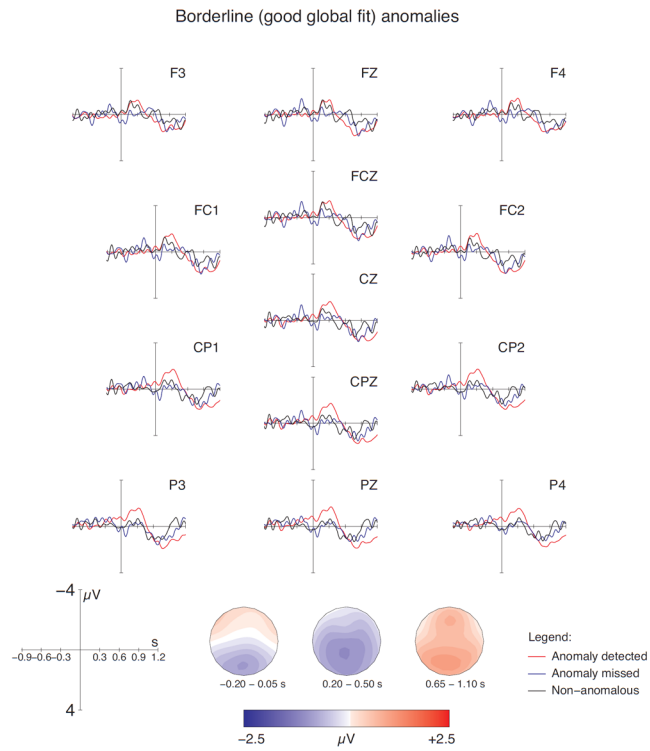 Borderline (good global fit) anomalies
F3
FZ
F4
FCZ
FC1
FC2
CZ
CP1
CP2
CPZ
P3
PZ
P4
−4
µV
s
−0.9−0.6−0.3 0.3 0.6 0.9 1.2
4
−0.20 − 0.05 s
0.20 − 0.50 s
0.65 − 1.10 s
Legend:
Anomaly detected
Anomaly missed
Non−anomalous
−2.5
µV
+2.5